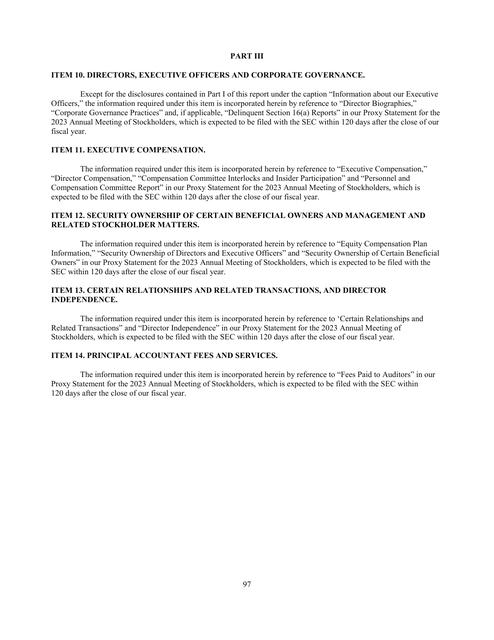 PART III
ITEM 10. DIRECTORS, EXECUTIVE OFFICERS AND CORPORATE GOVERNANCE.
Except for the disclosures contained in Part I of this report under the caption “Information about our Executive
Officers,” the information required under this item is incorporated herein by reference to “Director Biographies,”
“Corporate Governance Practices” and, if applicable, “Delinquent Section 16(a) Reports” in our Proxy Statement for the
2023 Annual Meeting of Stockholders, which is expected to be filed with the SEC within 120 days after the close of our
fiscal year.
ITEM 11. EXECUTIVE COMPENSATION.
The information required under this item is incorporated herein by reference to “Executive Compensation,”
“Director Compensation,” “Compensation Committee Interlocks and Insider Participation” and “Personnel and
Compensation Committee Report” in our Proxy Statement for the 2023 Annual Meeting of Stockholders, which is
expected to be filed with the SEC within 120 days after the close of our fiscal year.
ITEM 12. SECURITY OWNERSHIP OF CERTAIN BENEFICIAL OWNERS AND MANAGEMENT AND
RELATED STOCKHOLDER MATTERS.
The information required under this item is incorporated herein by reference to “Equity Compensation Plan
Information,” “Security Ownership of Directors and Executive Officers” and “Security Ownership of Certain Beneficial
Owners” in our Proxy Statement for the 2023 Annual Meeting of Stockholders, which is expected to be filed with the
SEC within 120 days after the close of our fiscal year.
ITEM 13. CERTAIN RELATIONSHIPS AND RELATED TRANSACTIONS, AND DIRECTOR
INDEPENDENCE.
The information required under this item is incorporated herein by reference to ‘Certain Relationships and
Related Transactions” and “Director Independence” in our Proxy Statement for the 2023 Annual Meeting of
Stockholders, which is expected to be filed with the SEC within 120 days after the close of our fiscal year.
ITEM 14. PRINCIPAL ACCOUNTANT FEES AND SERVICES.
The information required under this item is incorporated herein by reference to “Fees Paid to Auditors” in our
Proxy Statement for the 2023 Annual Meeting of Stockholders, which is expected to be filed with the SEC within
120 days after the close of our fiscal year.
97